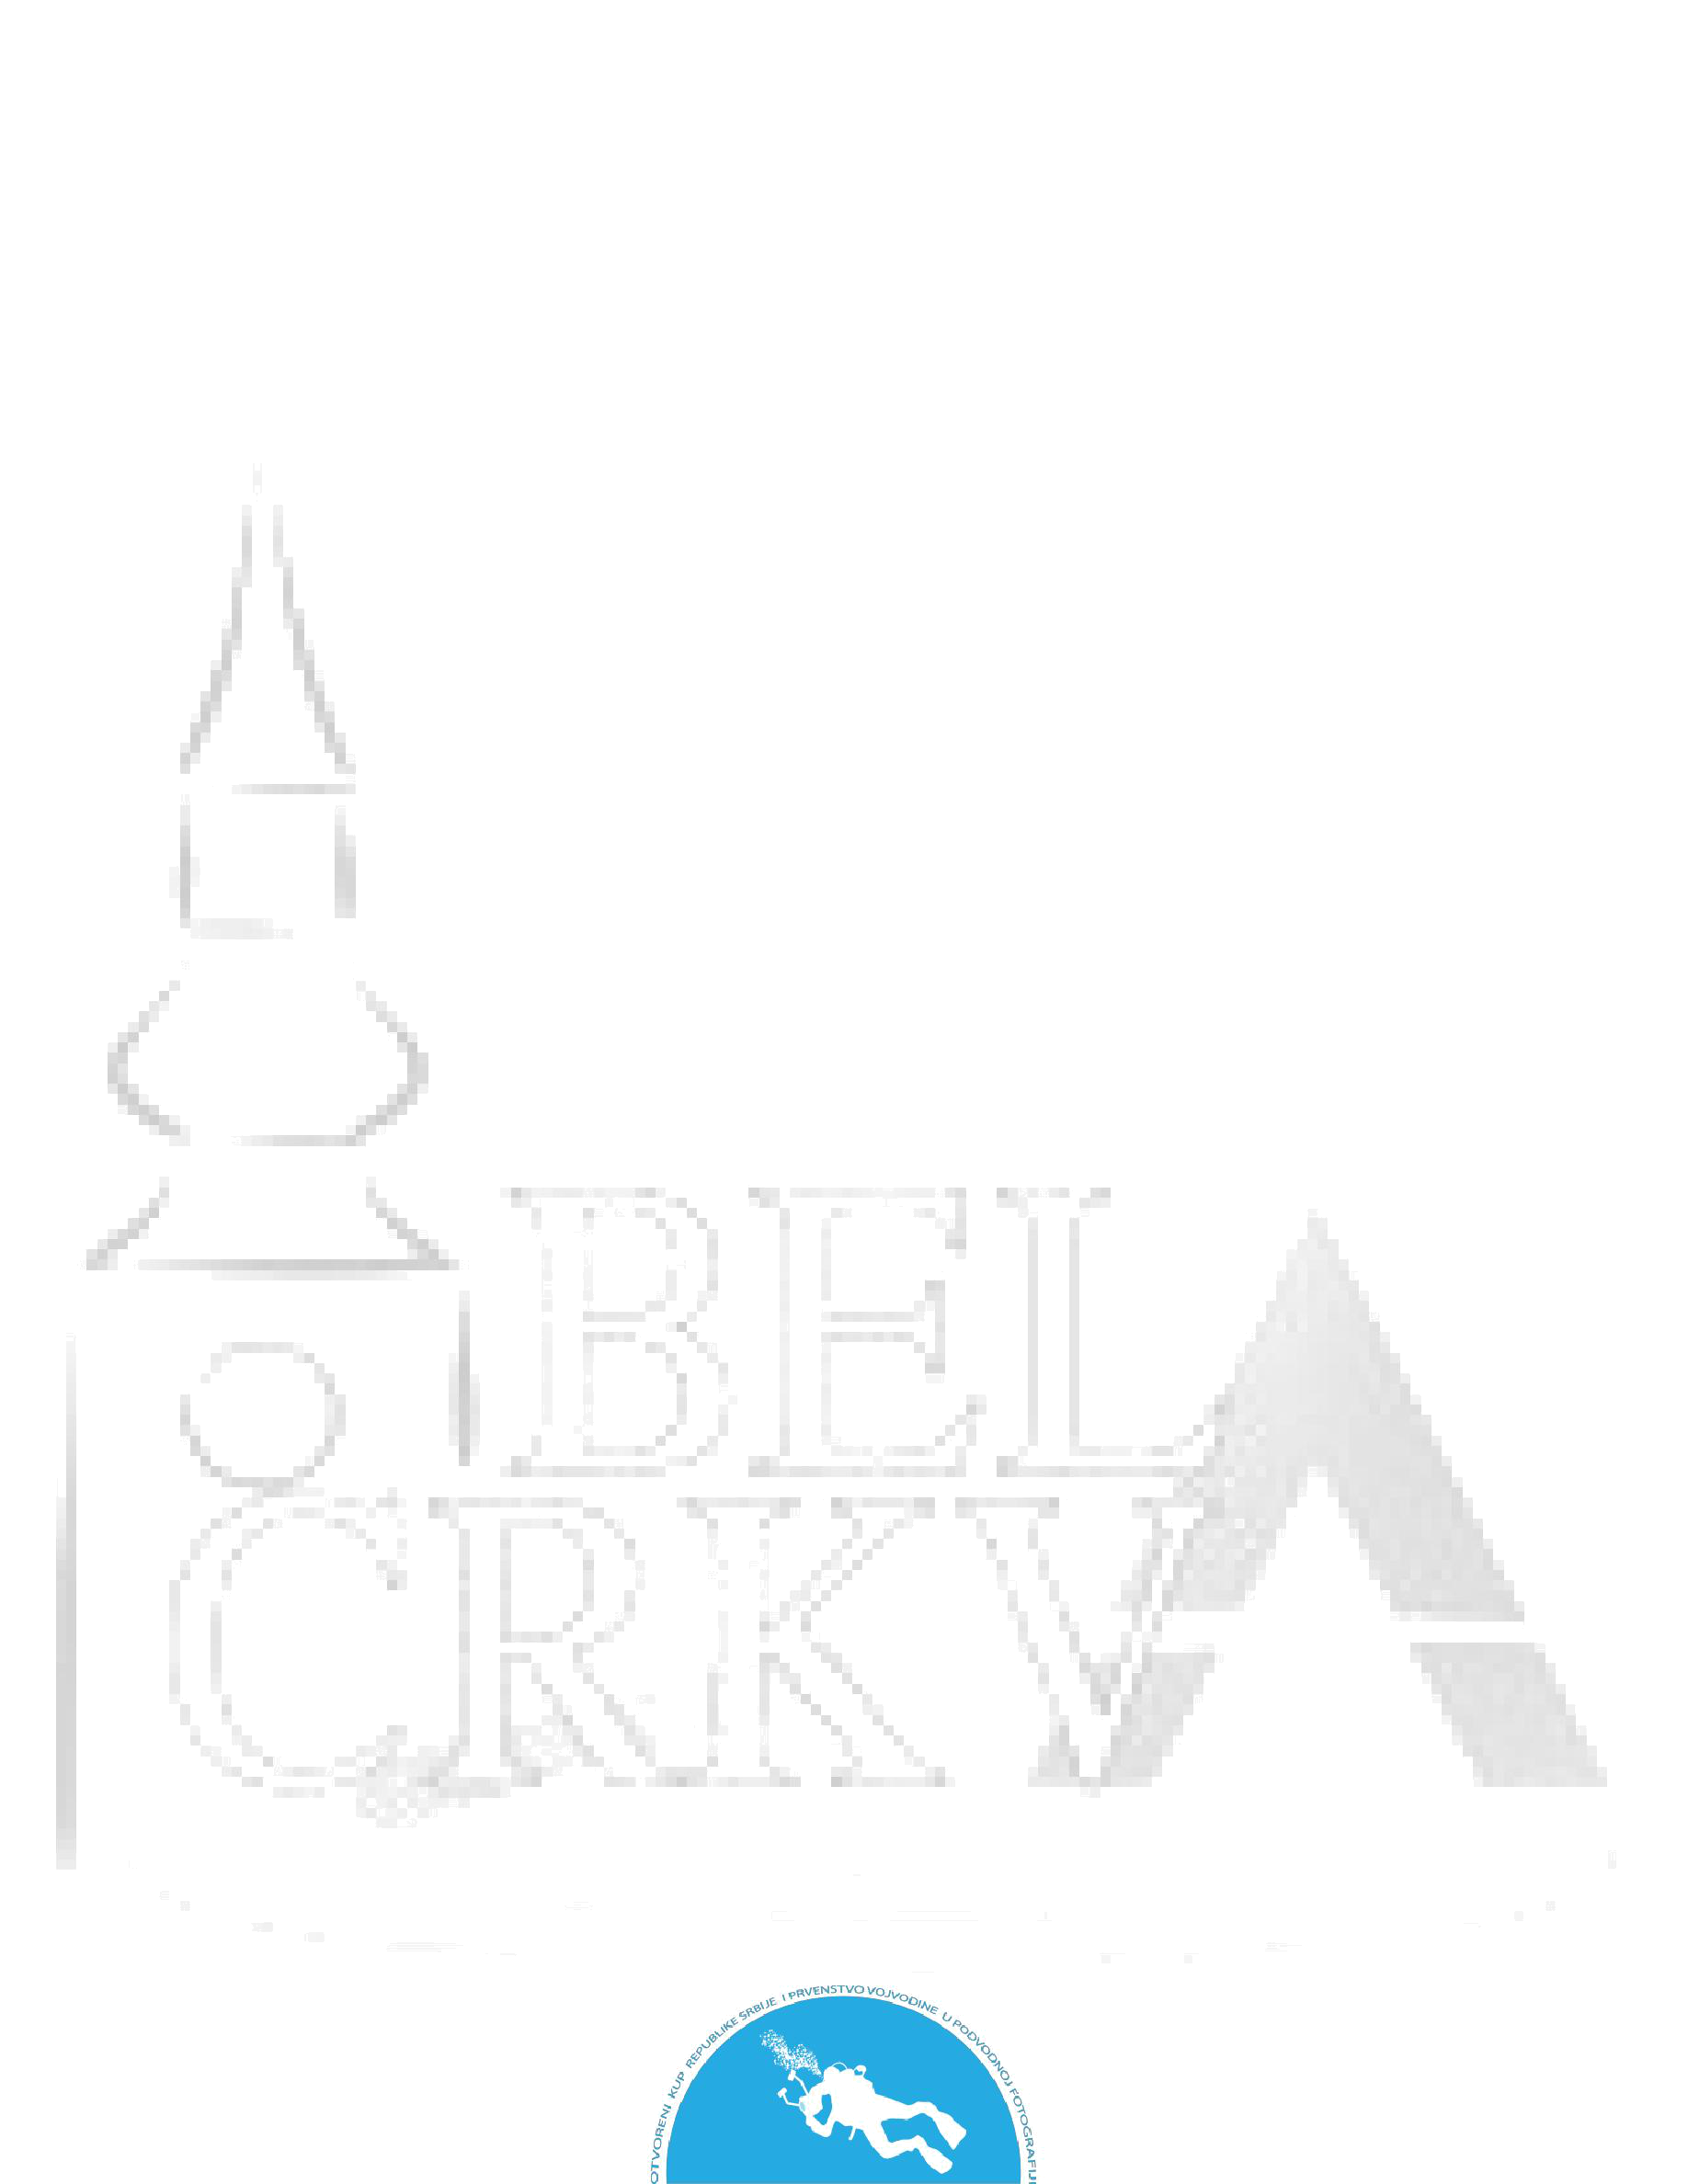 BELA
CRKVA
OTVORENI KUP REPUBLIKE SRBIJE I PRVENSTVO VOJVODINE U PODVODNOJ FOTOGRAFIJI